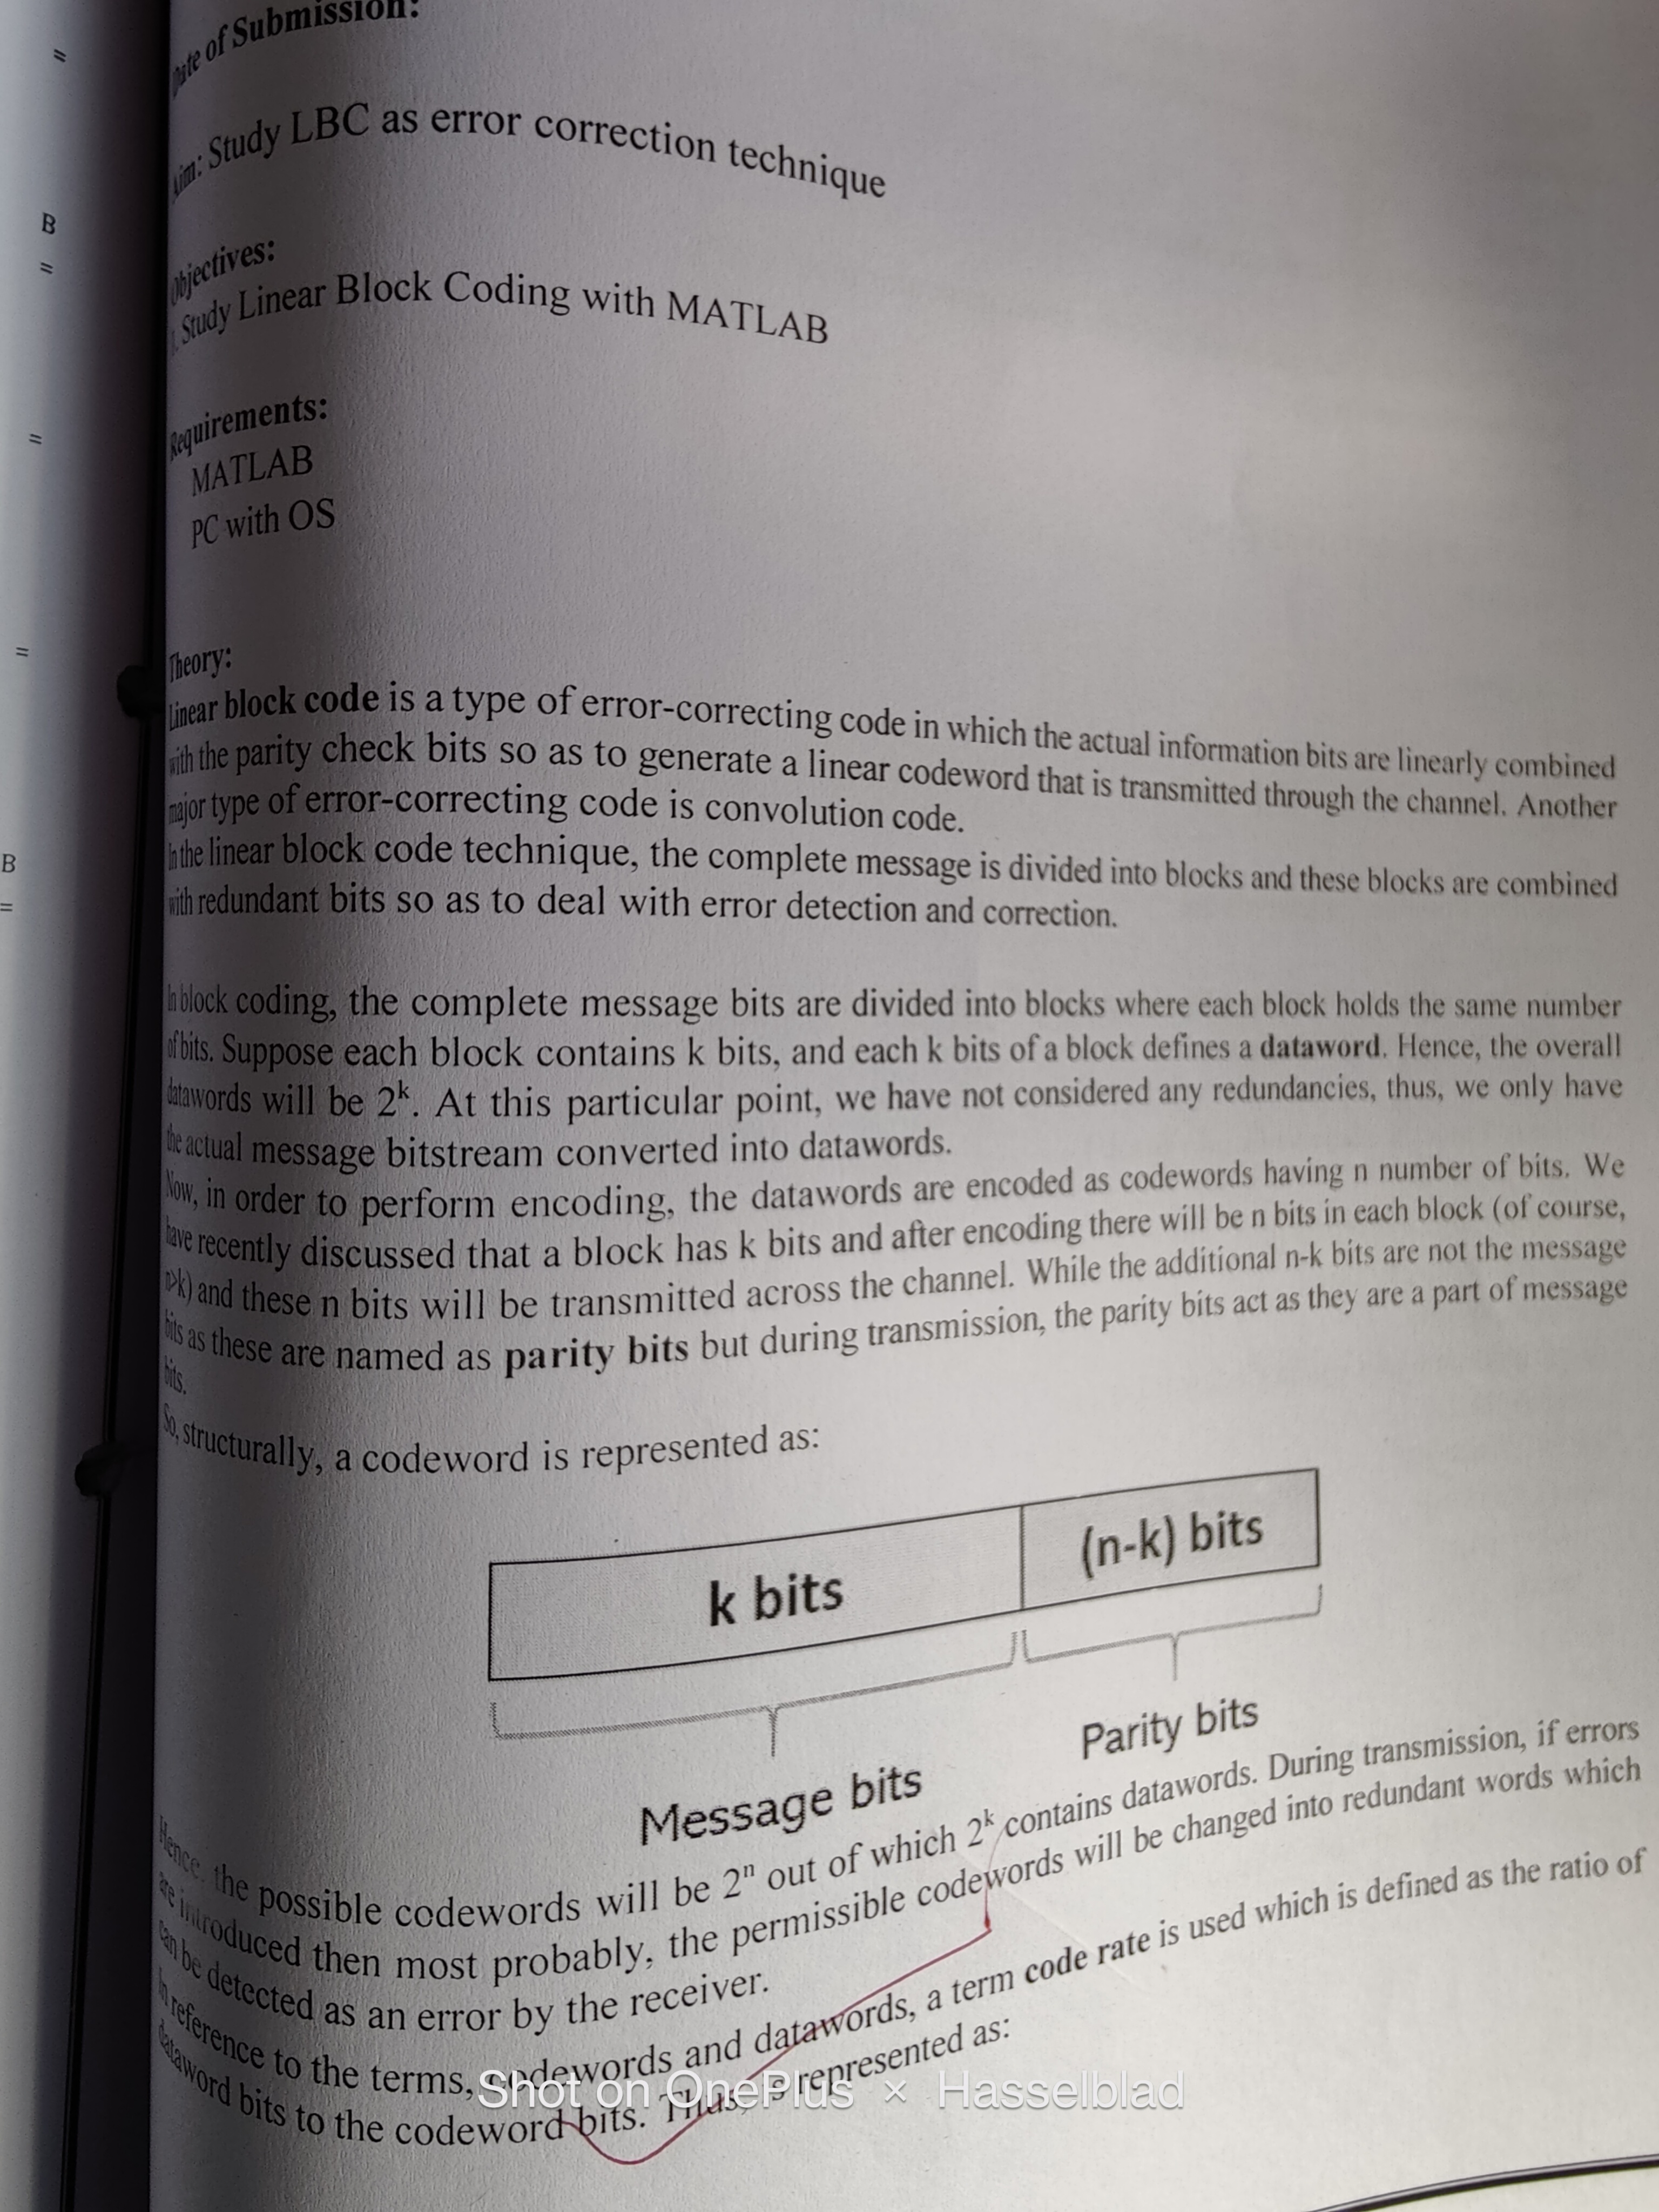 =
B
=
=
=
B
=
Date of Submission:
Aim: Study LBC as error correction technique
Objectives:
1. Study Linear Block Coding with MATLAB
Requirements:
MATLAB
PC with OS
Theory:
Linear block code is a type of error-correcting code in which the actual information bits are linearly combined
with the parity check bits so as to generate a linear codeword that is transmitted through the channel. Another
major type of error-correcting code is convolution code.
In the linear block code technique, the complete message is divided into blocks and these blocks are combined
with redundant bits so as to deal with error detection and correction.
In block coding, the complete message bits are divided into blocks where each block holds the same number
of bits. Suppose each block contains k bits, and each k bits of a block defines a dataword. Hence, the overall
datawords will be 2ᵏ. At this particular point, we have not considered any redundancies, thus, we only have
the actual message bitstream converted into datawords.
Now, in order to perform encoding, the datawords are encoded as codewords having n number of bits. We
have recently discussed that a block has k bits and after encoding there will be n bits in each block (of course,
n>k) and these n bits will be transmitted across the channel. While the additional n-k bits are not the message
bits as these are named as parity bits but during transmission, the parity bits act as they are a part of message
bits.
So, structurally, a codeword is represented as:
k bits
(n-k) bits
Message bits
Parity bits
Hence, the possible codewords will be 2ⁿ out of which 2ᵏ contains datawords. During transmission, if errors
are introduced then most probably, the permissible codewords will be changed into redundant words which
can be detected as an error by the receiver.
In reference to the terms, codewords and datawords, a term code rate is used which is defined as the ratio of
dataword bits to the codeword bits. Thus, is represented as:
Shot on OnePlus × Hasselblad